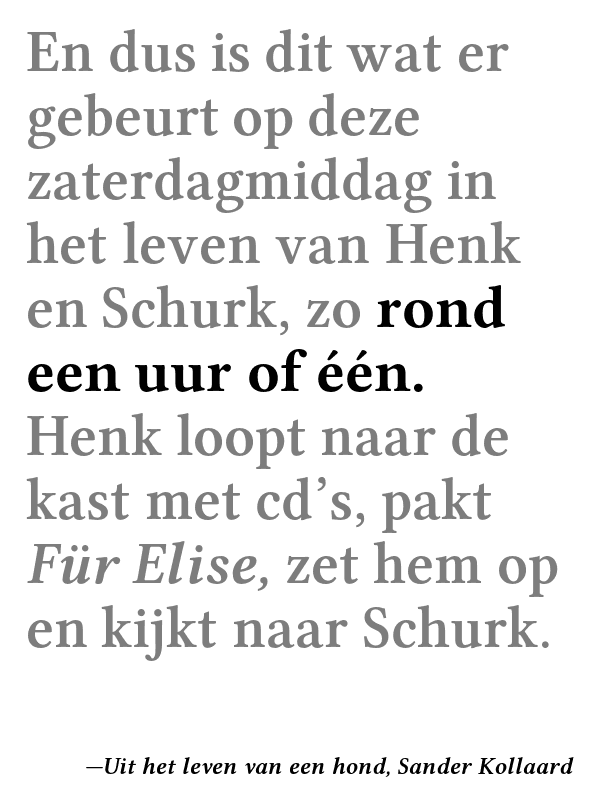 En dus is dit wat er
gebeurt op deze
zaterdagmiddag in
het leven van Henk
en Schurk, zo rond
een uur of één.
Henk loopt naar de
kast met cd’s, pakt
Für Elise, zet hem op
en kijkt naar Schurk.
—Uit het leven van een hond, Sander Kollaard